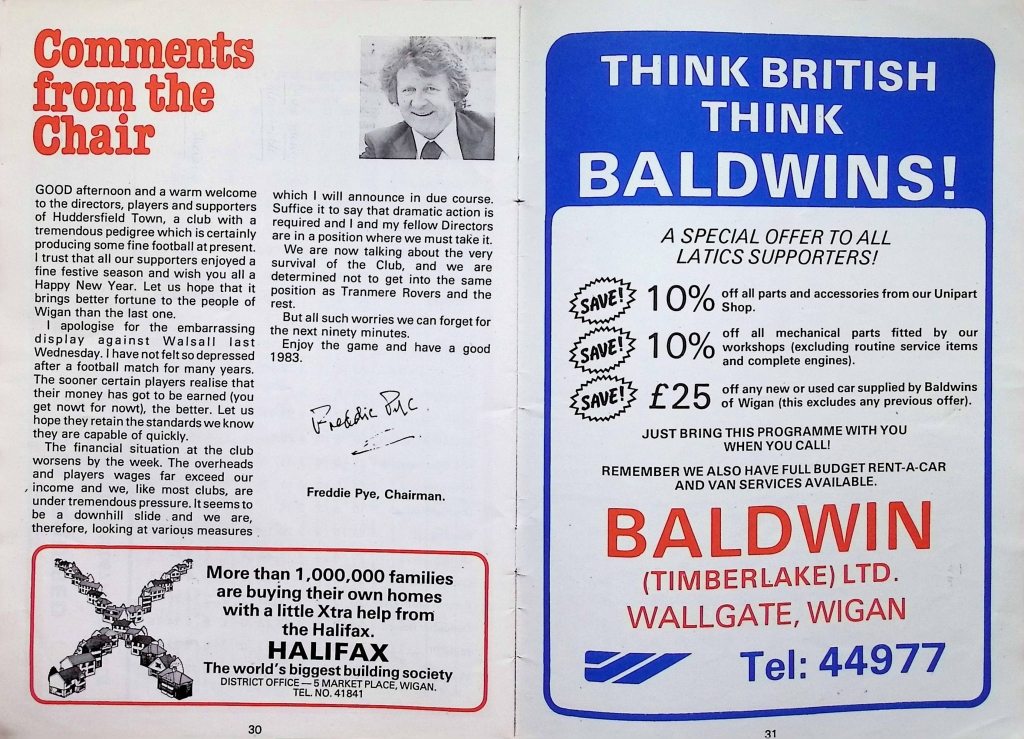 Comments
from the
Chair
GOOD afternoon and a warm welcome
to the directors, players and supporters
of Huddersfield Town, a club with a
tremendous pedigree which is certainly
producing some fine football at present.
I trust that all our supporters enjoyed a
fine festive season and wish you all a
Happy New Year. Let us hope that it
brings better fortune to the people of
Wigan than the last one.
I apologise for the embarrassing
display against Walsall last
Wednesday. I have not felt so depressed
after a football match for many years.
The sooner certain players realise that
their money has got to be earned (you
get nowt for nowt), the better. Let us
hope they retain the standards we know
they are capable of quickly.
The financial situation at the club
worsens by the week. The overheads
and players wages far exceed our
income and we, like most clubs, are
under tremendous pressure. It seems to
be a downhill slide and we are,
therefore, looking at various measures
which I will announce in due course.
Suffice it to say that dramatic action is
required and I and my fellow Directors
are in a position where we must take it.
We are now talking about the very
survival of the Club, and we are
determined not to get into the same
position as Tranmere Rovers and the
rest.
But all such worries we can forget for
the next ninety minutes.
Enjoy the game and have a good
1983.
Freddie Pye.
Freddie Pye, Chairman.
More than 1,000,000 families
are buying their own homes
with a little Xtra help from
the Halifax.
HALIFAX
The world's biggest building society
DISTRICT OFFICE — 5 MARKET PLACE, WIGAN.
TEL. NO. 41841
30
THINK BRITISH
THINK
BALDWINS!
A SPECIAL OFFER TO ALL
LATICS SUPPORTERS!
SAVE! 10% off all parts and accessories from our Unipart
Shop.
SAVE! 10% off all mechanical parts fitted by our
workshops (excluding routine service items
and complete engines).
SAVE! £25 off any new or used car supplied by Baldwins
of Wigan (this excludes any previous offer).
JUST BRING THIS PROGRAMME WITH YOU
WHEN YOU CALL!
REMEMBER WE ALSO HAVE FULL BUDGET RENT-A-CAR
AND VAN SERVICES AVAILABLE.
BALDWIN
(TIMBERLAKE) LTD.
WALLGATE, WIGAN
Tel: 44977
31